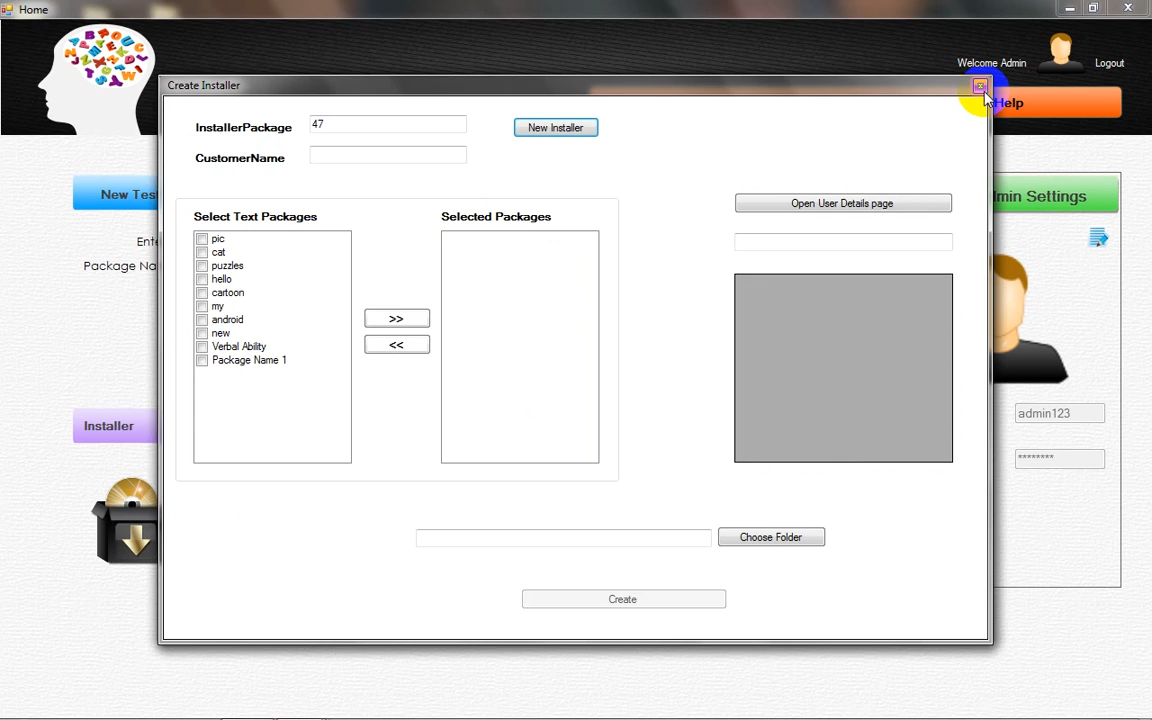 Home
Welcome Admin
Logout
Help
Create Installer
InstallerPackage
47
New Installer
CustomerName
New Tes
Ente
Package Na
Select Text Packages
Selected Packages
pic
cat
puzzles
hello
cartoon
my
android
new
Verbal Ability
Package Name 1
>>
<<
Open User Details page
min Settings
admin123
********
Installer
Choose Folder
Create